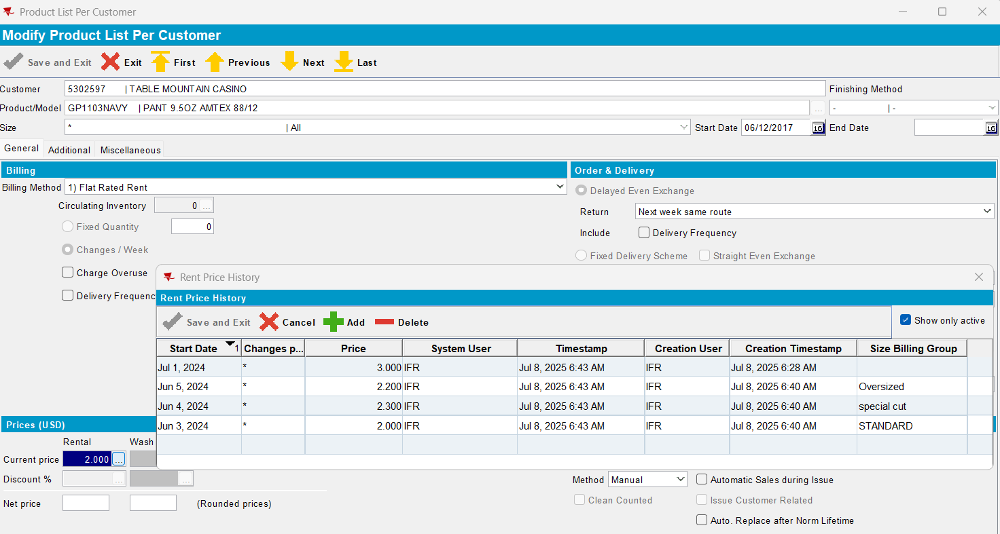 Product List Per Customer
Modify Product List Per Customer
Save and Exit Exit First Previous Next Last
Customer 5302597 | TABLE MOUNTAIN CASINO Finishing Method
Product/Model GP1103NAVY | PANT 9.5OZ AMTEX 88/12 ... - | -
Size * | All Start Date 06/12/2017 16 End Date 16
General Additional Miscellaneous
Billing Order & Delivery
Billing Method 1) Flat Rated Rent Delayed Even Exchange
Circulating Inventory 0 ... Return Next week same route
Fixed Quantity 0 Include Delivery Frequency
Changes / Week Fixed Delivery Scheme Straight Even Exchange
Charge Overuse
Delivery Frequenc
Rent Price History
Rent Price History
Save and Exit Cancel Add Delete Show only active
Start Date 1 Changes p... Price System User Timestamp Creation User Creation Timestamp Size Billing Group
Jul 1, 2024 * 3.000 IFR Jul 8, 2025 6:43 AM IFR Jul 8, 2025 6:28 AM
Jun 5, 2024 * 2.200 IFR Jul 8, 2025 6:43 AM IFR Jul 8, 2025 6:40 AM Oversized
Jun 4, 2024 * 2.300 IFR Jul 8, 2025 6:43 AM IFR Jul 8, 2025 6:40 AM special cut
Jun 3, 2024 * 2.000 IFR Jul 8, 2025 6:43 AM IFR Jul 8, 2025 6:40 AM STANDARD
Prices (USD)
Rental Wash
Current price 2.000 ...
Discount % ... ... Method Manual Automatic Sales during Issue
Net price (Rounded prices) Clean Counted Issue Customer Related
Auto. Replace after Norm Lifetime